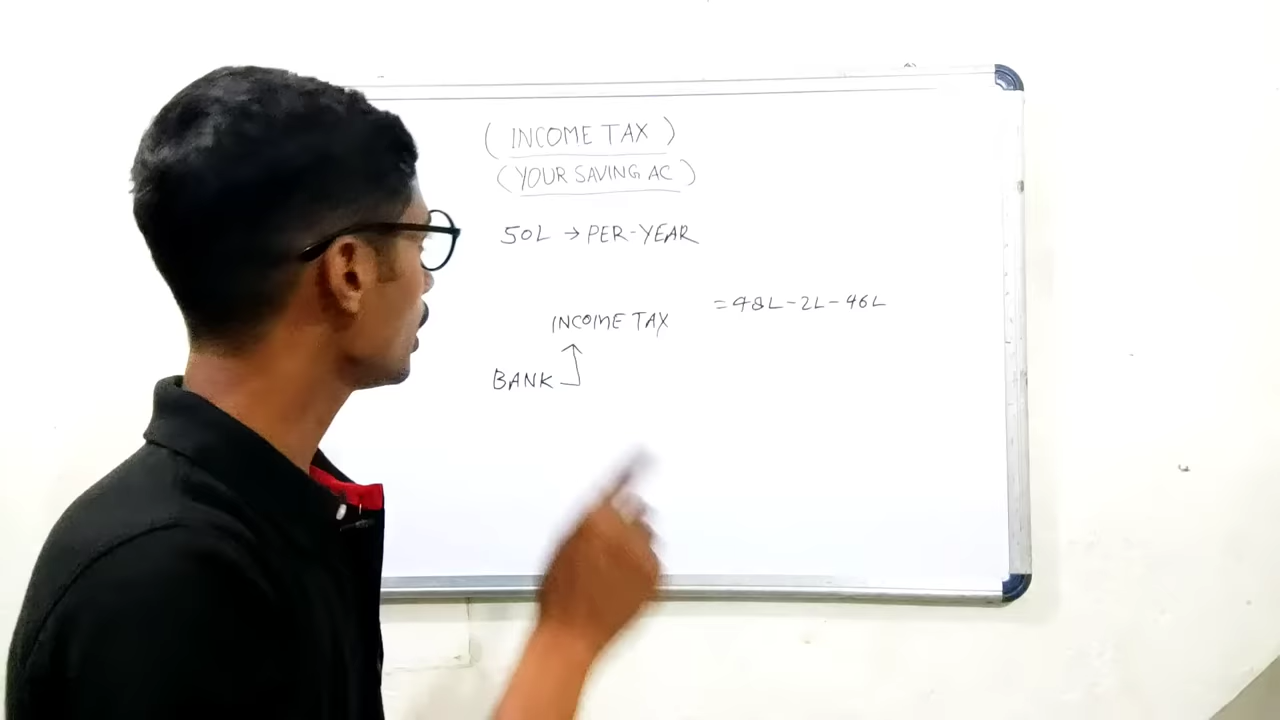 (INCOME TAX)
(YOUR SAVING AC)
50L → PER-YEAR
= 48L - 2L - 46L
INCOME TAX
BANK